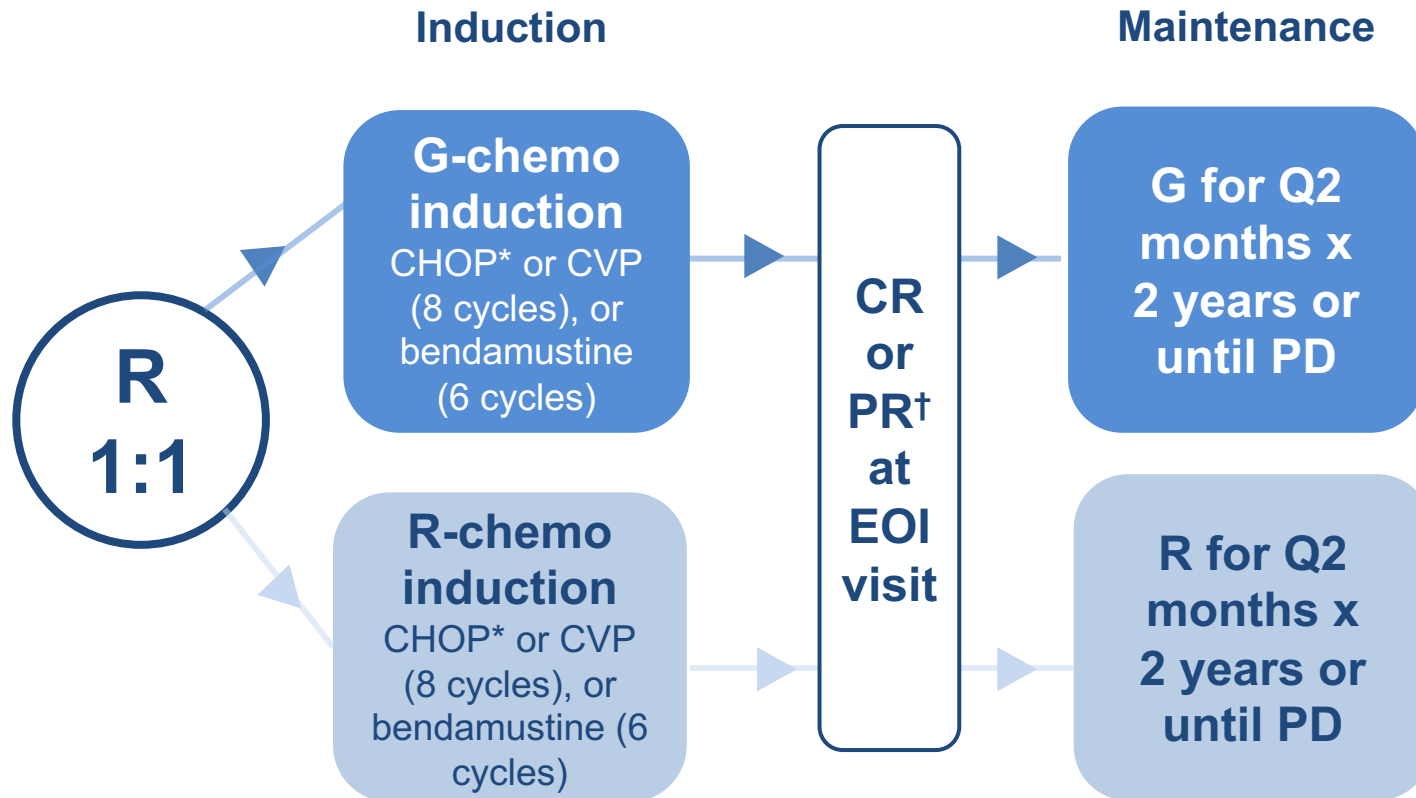 Induction
Maintenance
R
1:1
G-chemo
induction
CHOP* or CVP
(8 cycles), or
bendamustine
(6 cycles)
R-chemo
induction
CHOP* or CVP
(8 cycles), or
bendamustine (6
cycles)
CR
or
PR†
at
EOI
visit
G for Q2
months x
2 years or
until PD
R for Q2
months x
2 years or
until PD